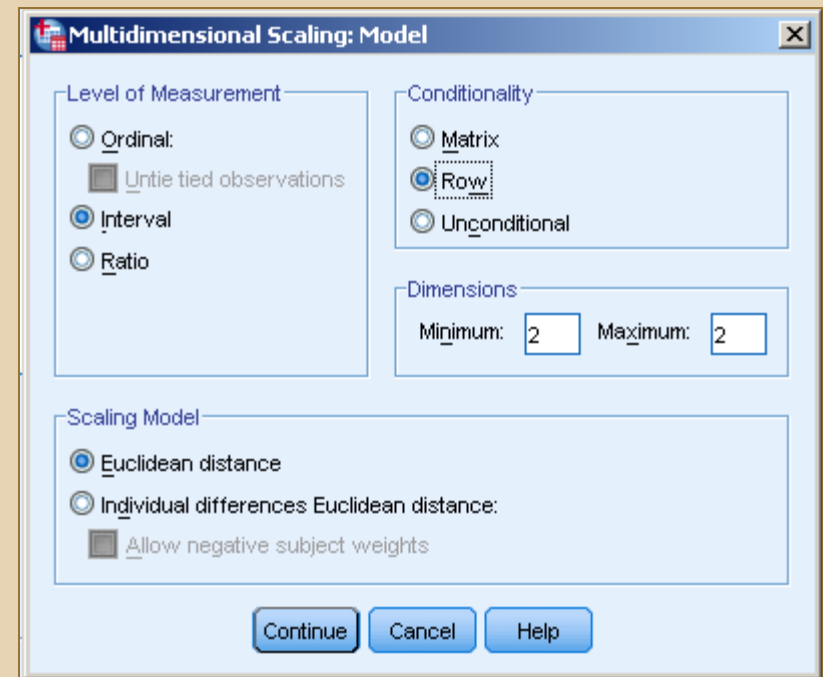 Multidimensional Scaling: Model
Level of Measurement
Ordinal:
Untie tied observations
Interval
Ratio
Conditionality
Matrix
Row
Unconditional
Dimensions
Minimum: 2 Maximum: 2
Scaling Model
Euclidean distance
Individual differences Euclidean distance:
Allow negative subject weights
Continue Cancel Help